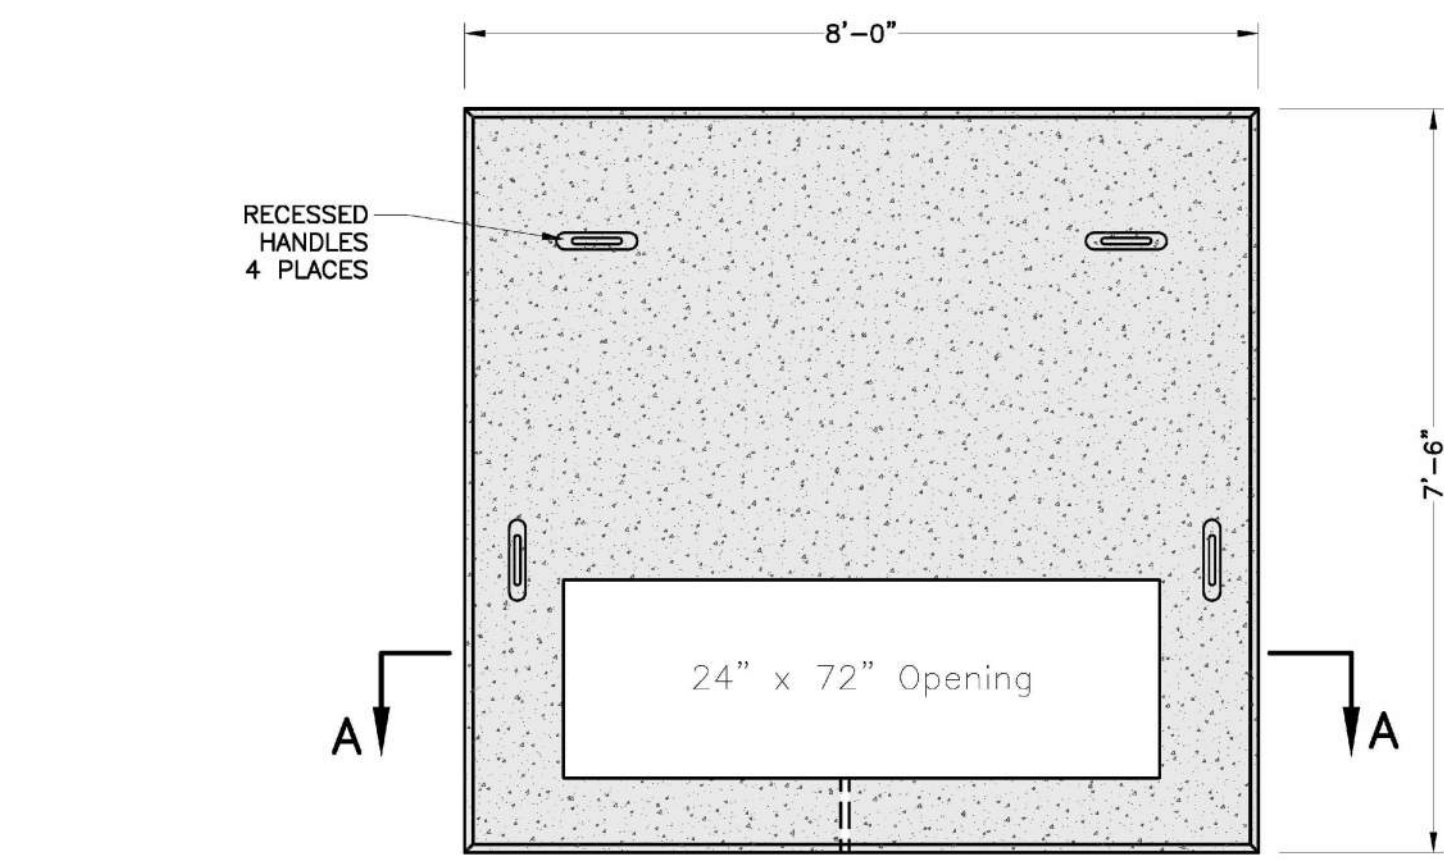 8'-0"
RECESSED
HANDLES
4 PLACES
7'-6"
24" x 72" Opening
A
A